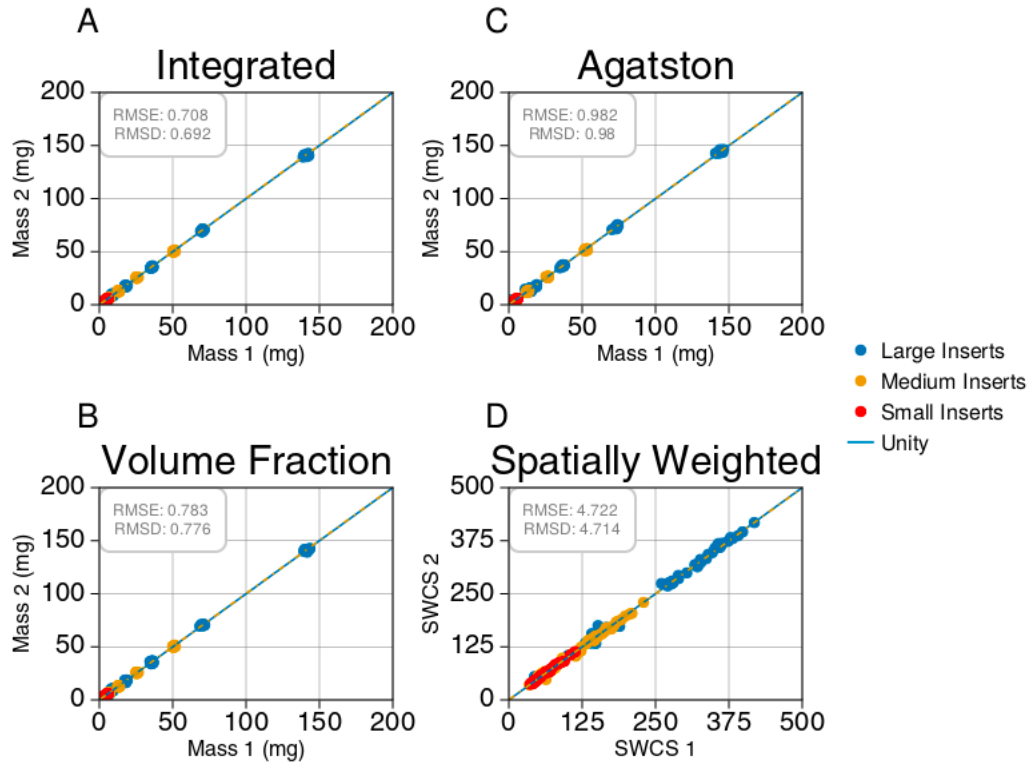 A
Integrated
RMSE: 0.708
RMSD: 0.692
200
150
100
50
0
Mass 2 (mg)
0 50 100 150 200
Mass 1 (mg)
C
Agatston
RMSE: 0.982
RMSD: 0.98
200
150
100
50
0
Mass 2 (mg)
0 50 100 150 200
Mass 1 (mg)
B
Volume Fraction
RMSE: 0.783
RMSD: 0.776
200
150
100
50
0
Mass 2 (mg)
0 50 100 150 200
Mass 1 (mg)
D
Spatially Weighted
RMSE: 4.722
RMSD: 4.714
500
375
250
125
0
SWCS 2
0 125 250 375 500
SWCS 1
Large Inserts
Medium Inserts
Small Inserts
Unity